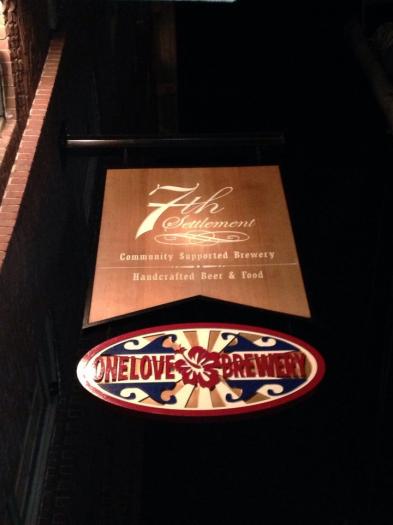 7th
Settlement
Community Supported Brewery
Handcrafted Beer & Food
ONELOVE BREWERY